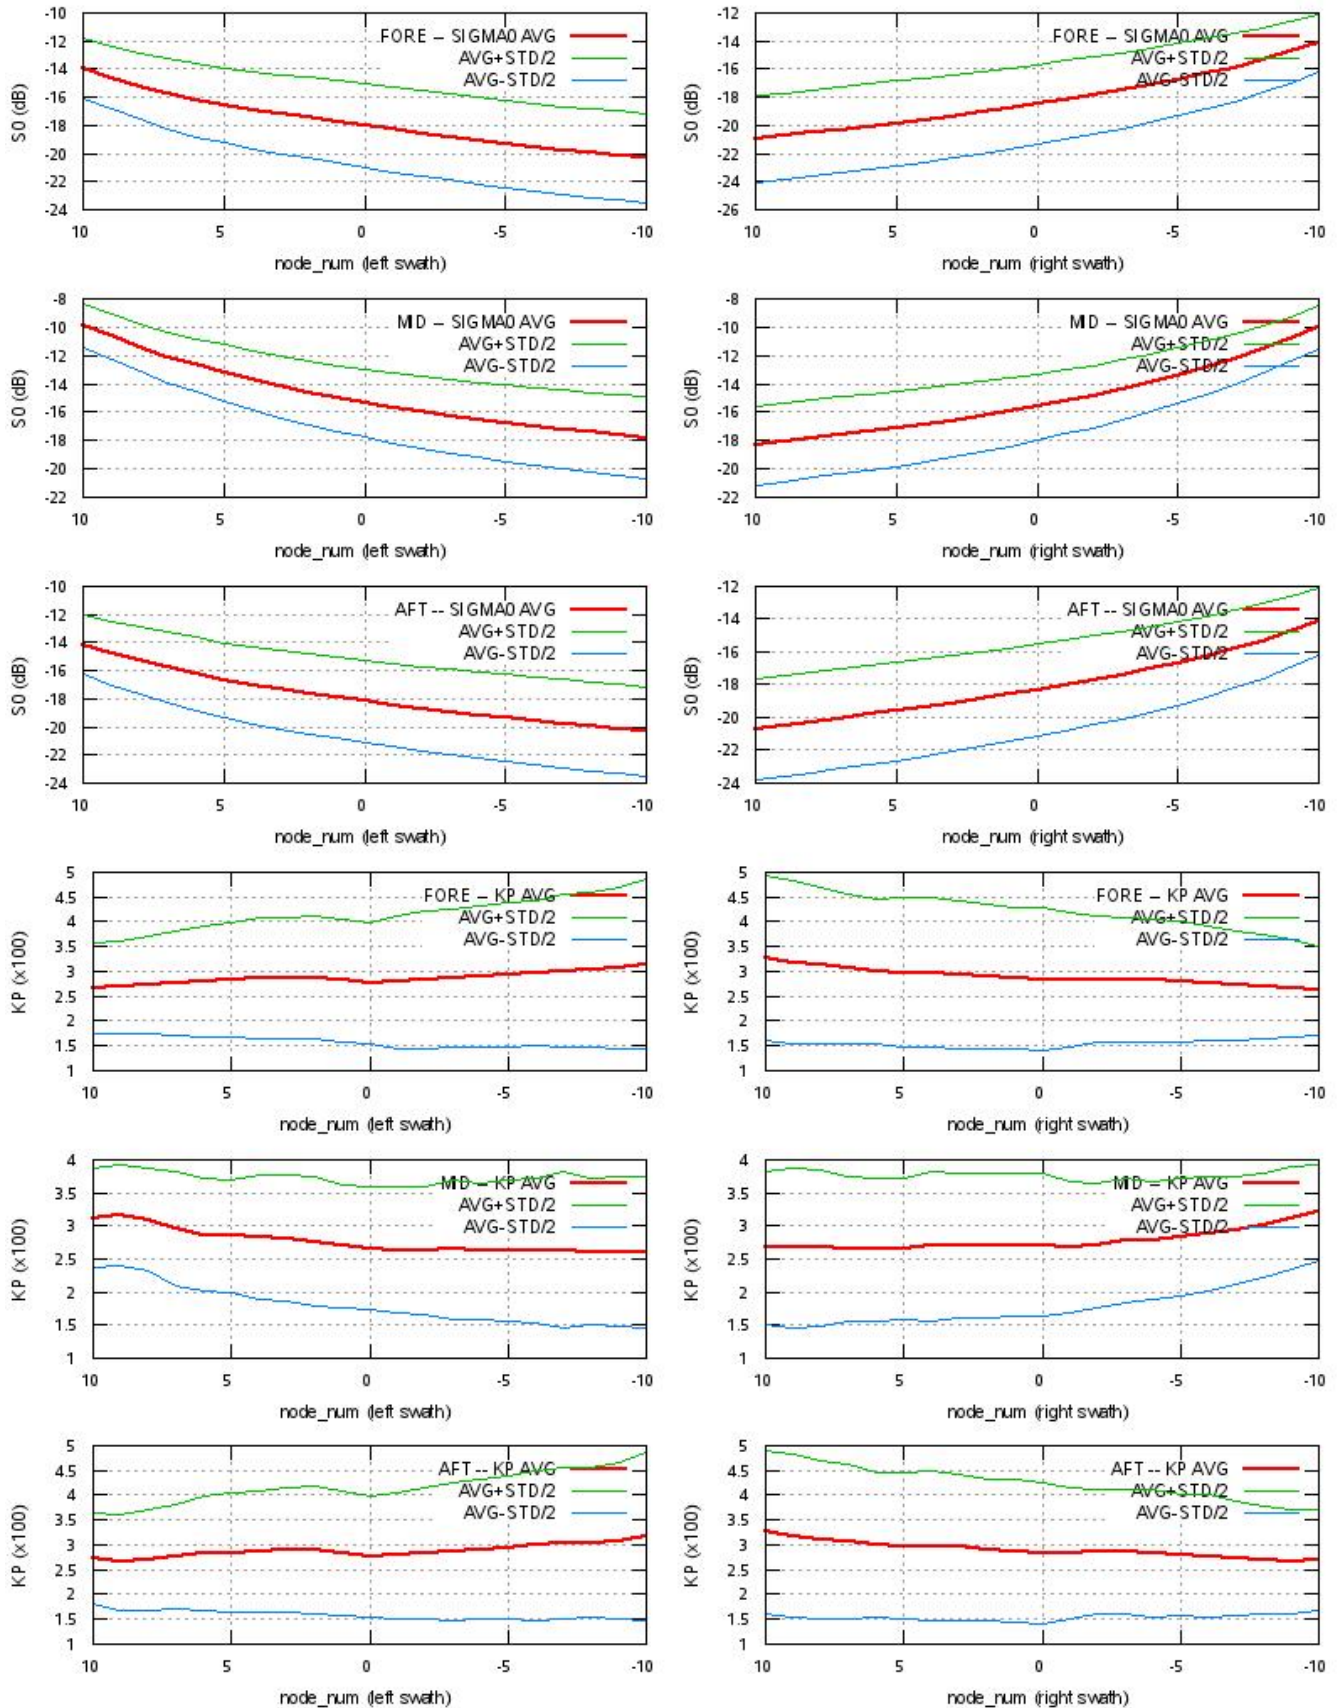 -10
-12
-14
-16
-18
-20
-22
-24
S0 (dB)
FORE – SIGMA0 AVG
AVG+STD/2
AVG-STD/2
10 5 0 -5 -10
node_num (left swath)
-12
-14
-16
-18
-20
-22
-24
-26
S0 (dB)
FORE – SIGMA0 AVG
AVG+STD/2
AVG-STD/2
10 5 0 -5 -10
node_num (right swath)
-8
-10
-12
-14
-16
-18
-20
-22
S0 (dB)
MID – SIGMA0 AVG
AVG+STD/2
AVG-STD/2
10 5 0 -5 -10
node_num (left swath)
-8
-10
-12
-14
-16
-18
-20
-22
S0 (dB)
MID – SIGMA0 AVG
AVG+STD/2
AVG-STD/2
10 5 0 -5 -10
node_num (right swath)
-10
-12
-14
-16
-18
-20
-22
-24
S0 (dB)
AFT -- SIGMA0 AVG
AVG+STD/2
AVG-STD/2
10 5 0 -5 -10
node_num (left swath)
-12
-14
-16
-18
-20
-22
-24
S0 (dB)
AFT -- SIGMA0 AVG
AVG+STD/2
AVG-STD/2
10 5 0 -5 -10
node_num (right swath)
5
4.5
4
3.5
3
2.5
2
1.5
1
KP (x100)
FORE – KP AVG
AVG+STD/2
AVG-STD/2
10 5 0 -5 -10
node_num (left swath)
5
4.5
4
3.5
3
2.5
2
1.5
1
KP (x100)
FORE – KP AVG
AVG+STD/2
AVG-STD/2
10 5 0 -5 -10
node_num (right swath)
4
3.5
3
2.5
2
1.5
1
KP (x100)
MID – KP AVG
AVG+STD/2
AVG-STD/2
10 5 0 -5 -10
node_num (left swath)
4
3.5
3
2.5
2
1.5
1
KP (x100)
MID – KP AVG
AVG+STD/2
AVG-STD/2
10 5 0 -5 -10
node_num (right swath)
5
4.5
4
3.5
3
2.5
2
1.5
1
KP (x100)
AFT -- KP AVG
AVG+STD/2
AVG-STD/2
10 5 0 -5 -10
node_num (left swath)
5
4.5
4
3.5
3
2.5
2
1.5
1
KP (x100)
AFT -- KP AVG
AVG+STD/2
AVG-STD/2
10 5 0 -5 -10
node_num (right swath)